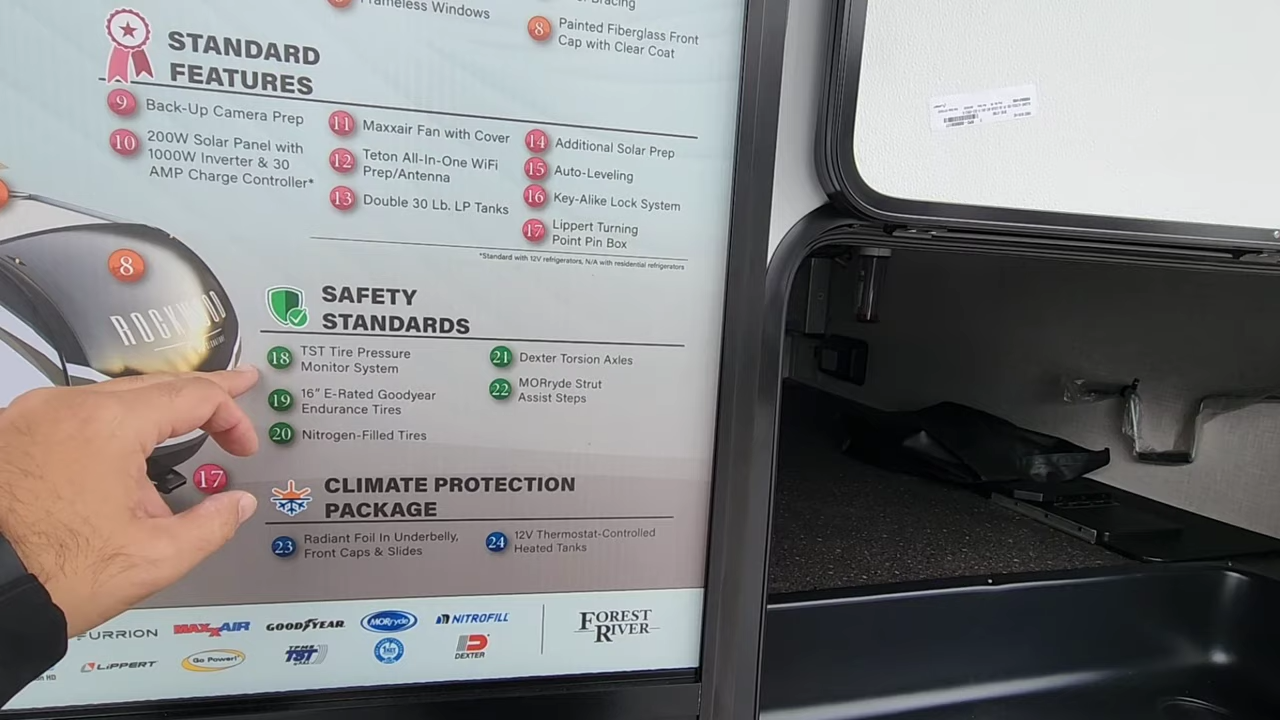 Frameless Windows
Bracing
8
Painted Fiberglass Front
Cap with Clear Coat
STANDARD
FEATURES
9
Back-Up Camera Prep
10
200W Solar Panel with
1000W Inverter & 30
AMP Charge Controller*
11
Maxxair Fan with Cover
12
Teton All-In-One WiFi
Prep/Antenna
13
Double 30 Lb. LP Tanks
14
Additional Solar Prep
15
Auto-Leveling
16
Key-Alike Lock System
17
Lippert Turning
Point Pin Box
*Standard with 12V refrigerators, N/A with residential refrigerators
8
ROCKWOOD
17
SAFETY
STANDARDS
18
TST Tire Pressure
Monitor System
19
16" E-Rated Goodyear
Endurance Tires
20
Nitrogen-Filled Tires
21
Dexter Torsion Axles
22
MORryde Strut
Assist Steps
CLIMATE PROTECTION
PACKAGE
23
Radiant Foil In Underbelly,
Front Caps & Slides
24
12V Thermostat-Controlled
Heated Tanks
FURRION
MAXXAIR
GOODYEAR
MORryde
NITROFILL
FOREST
RIVER
LIPPERT
Go Power!
TPMS
TST
DEXTER